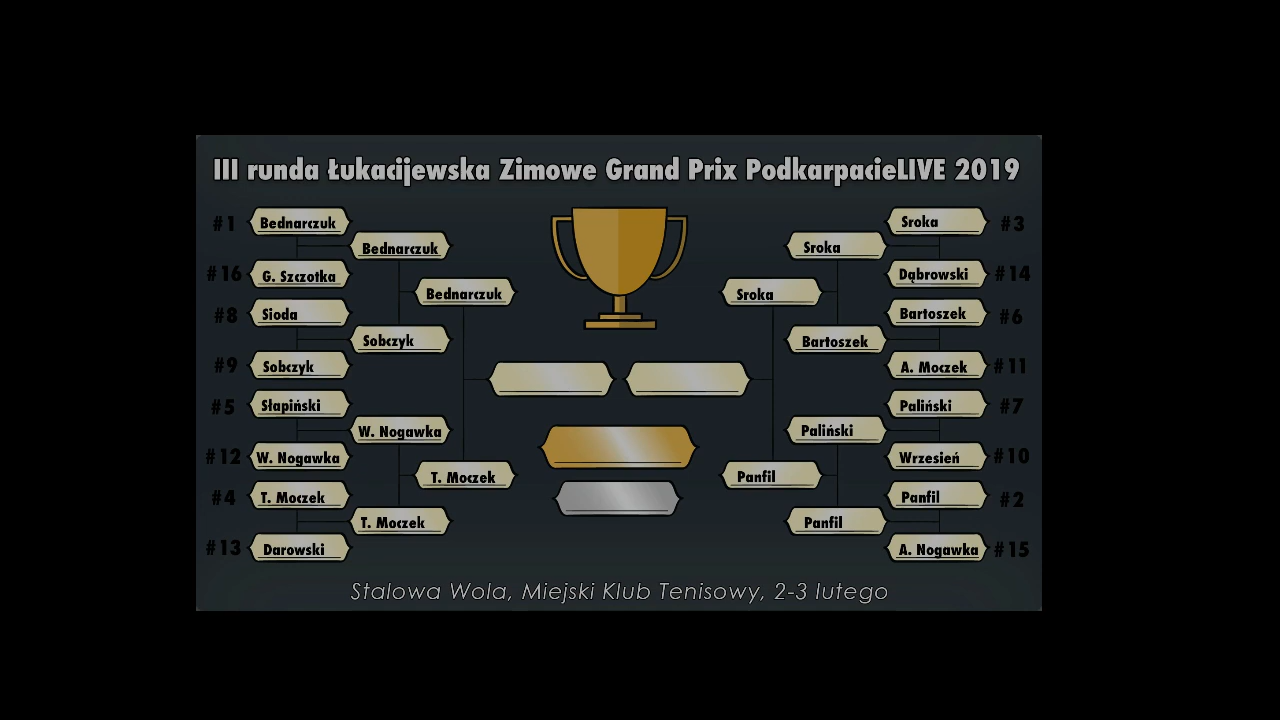 III runda Łukacijewska Zimowe Grand Prix PodkarpacieLIVE 2019
#1 Bednarczuk
#16 G. Szczotka
#8 Sioda
#9 Sobczyk
#5 Słapiński
#12 W. Nogawka
#4 T. Moczek
#13 Darowski
Bednarczuk
Sobczyk
W. Nogawka
T. Moczek
Bednarczuk
T. Moczek
Sroka
Panfil
Sroka
Bartoszek
Paliński
Panfil
Sroka #3
Dąbrowski #14
Bartoszek #6
A. Moczek #11
Paliński #7
Wrzesień #10
Panfil #2
A. Nogawka #15
Stalowa Wola, Miejski Klub Tenisowy, 2-3 lutego